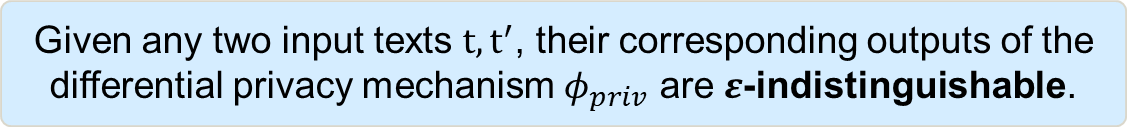 Given any two input texts t, t′, their corresponding outputs of the
differential privacy mechanism ϕ_priv are ε-indistinguishable.